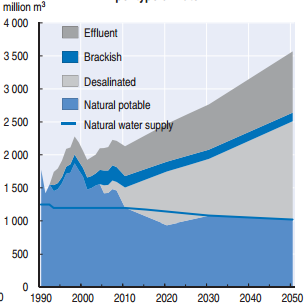 million m³
4 000
3 500
3 000
2 500
2 000
1 500
1 000
500
0
Effluent
Brackish
Desalinated
Natural potable
Natural water supply
1990 2000 2010 2020 2030 2040 2050